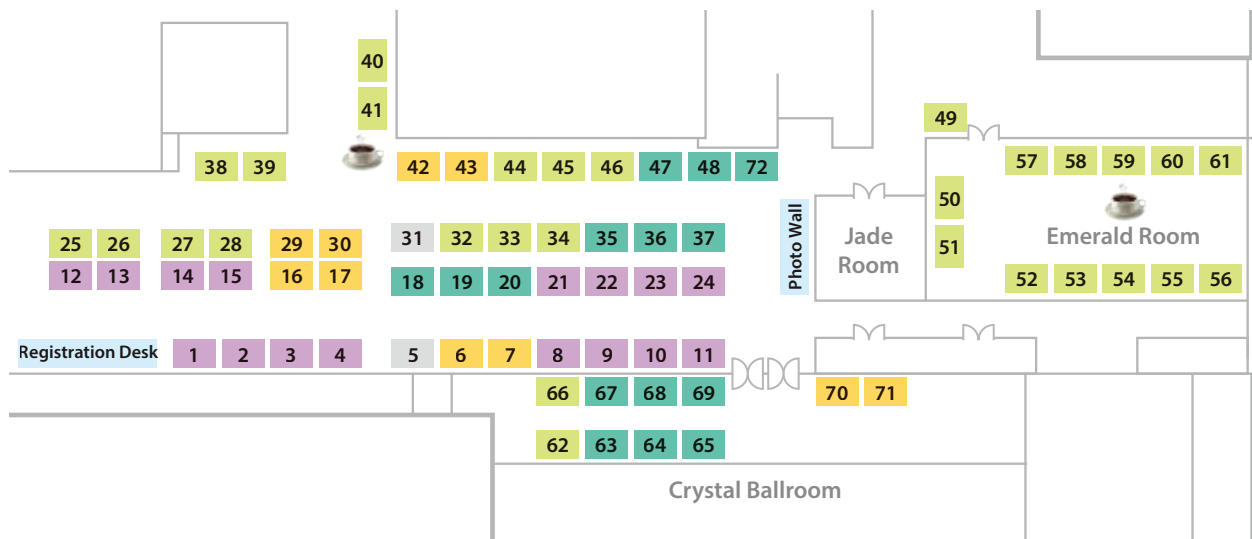 40
41
49
38 39
42 43 44 45 46 47 48 72
57 58 59 60 61
50
51
Photo Wall
Jade
Room
Emerald Room
25 26 27 28 29 30
31 32 33 34 35 36 37
12 13 14 15 16 17
18 19 20 21 22 23 24
52 53 54 55 56
Registration Desk
1 2 3 4 5 6 7 8 9 10 11
66 67 68 69
70 71
62 63 64 65
Crystal Ballroom